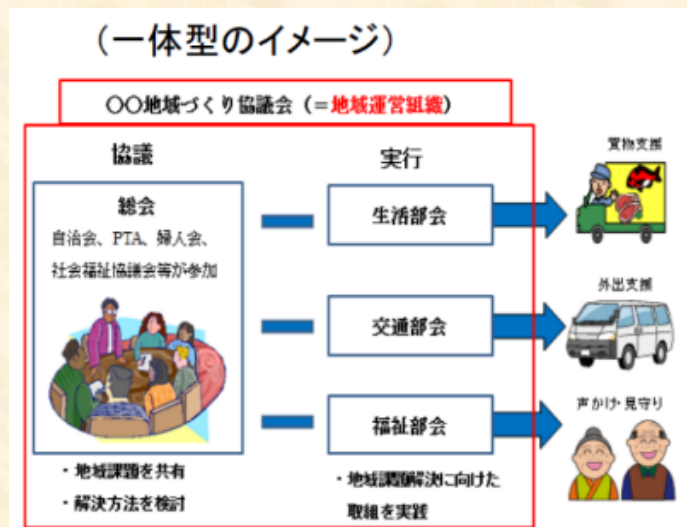 （一体型のイメージ）
〇〇地域づくり協議会（＝地域運営組織）
協議
総会
自治会、PTA、婦人会、
社会福祉協議会等が参加
・地域課題を共有
・解決方法を検討
実行
生活部会
交通部会
福祉部会
・地域課題解決に向けた
取組を実践
買物支援
外出支援
声かけ・見守り